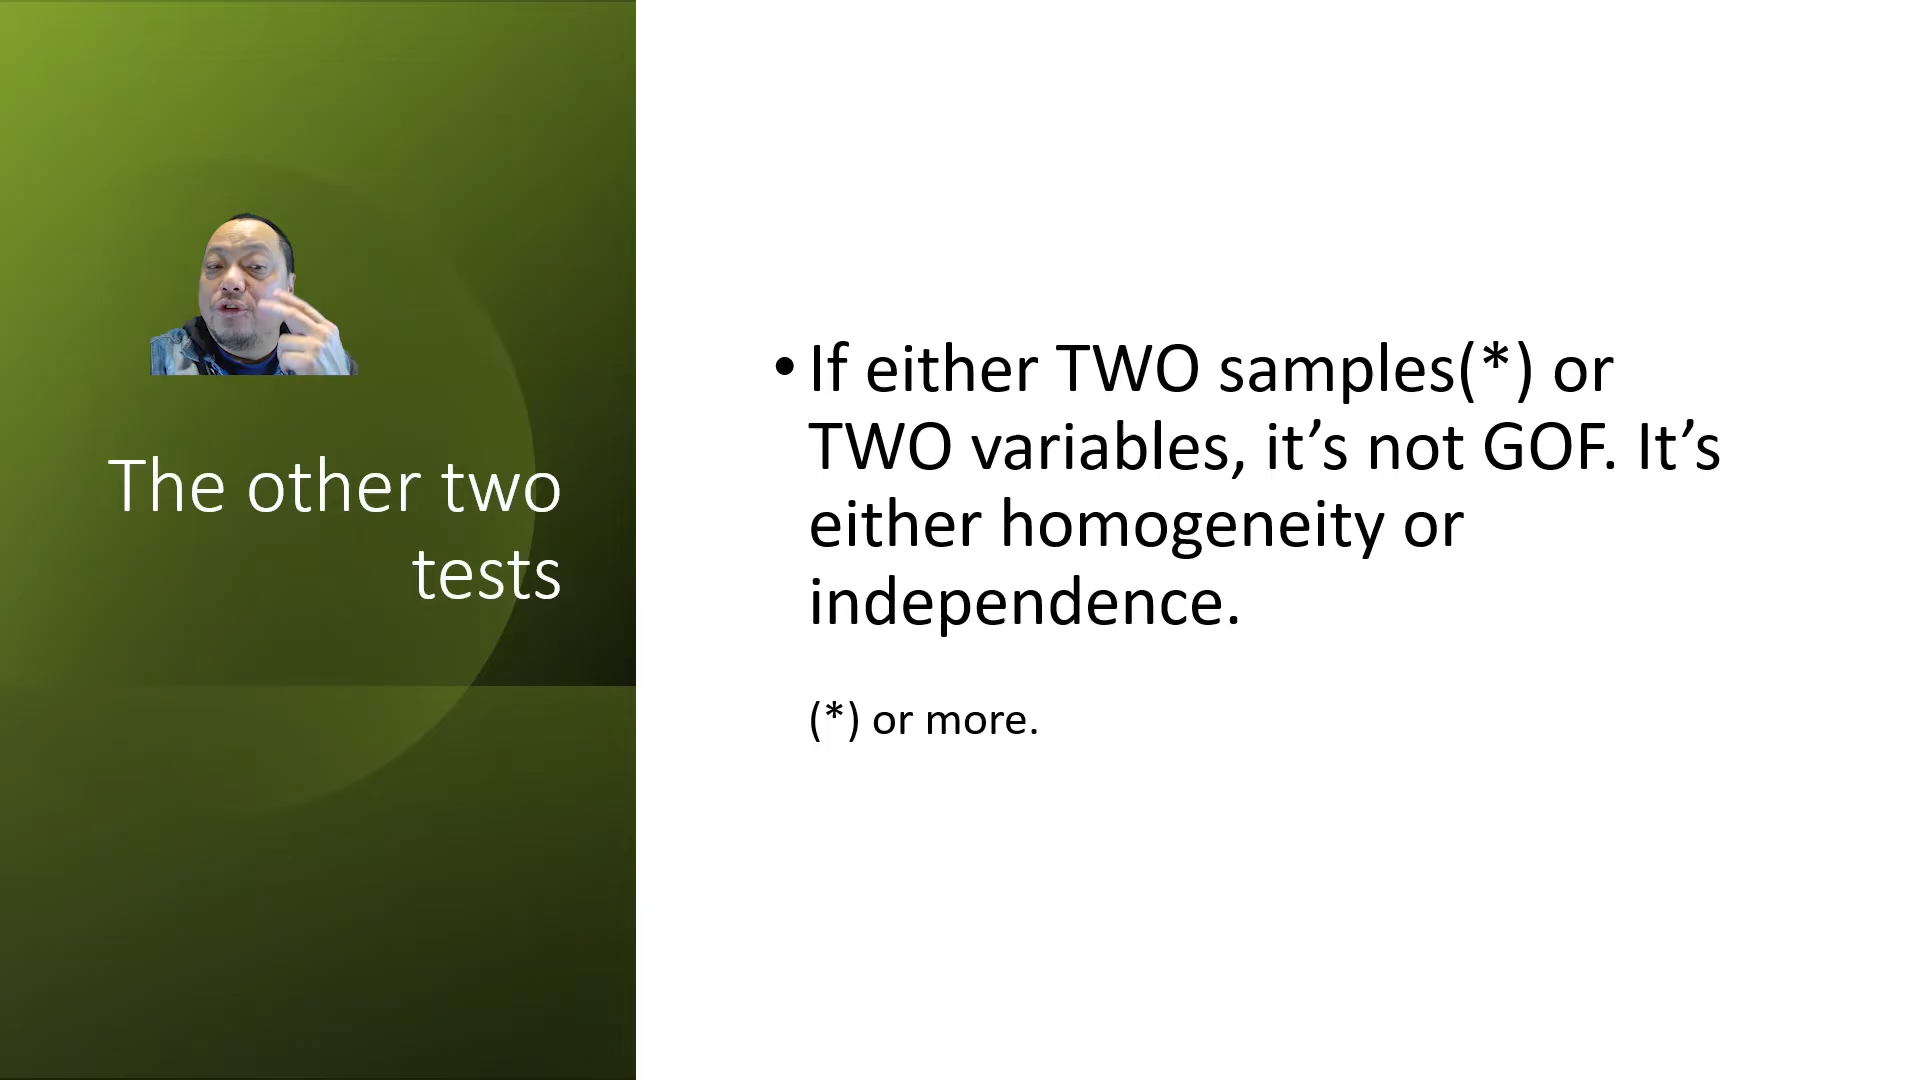 The other two
tests
• If either TWO samples(*) or
TWO variables, it’s not GOF. It’s
either homogeneity or
independence.
(*) or more.